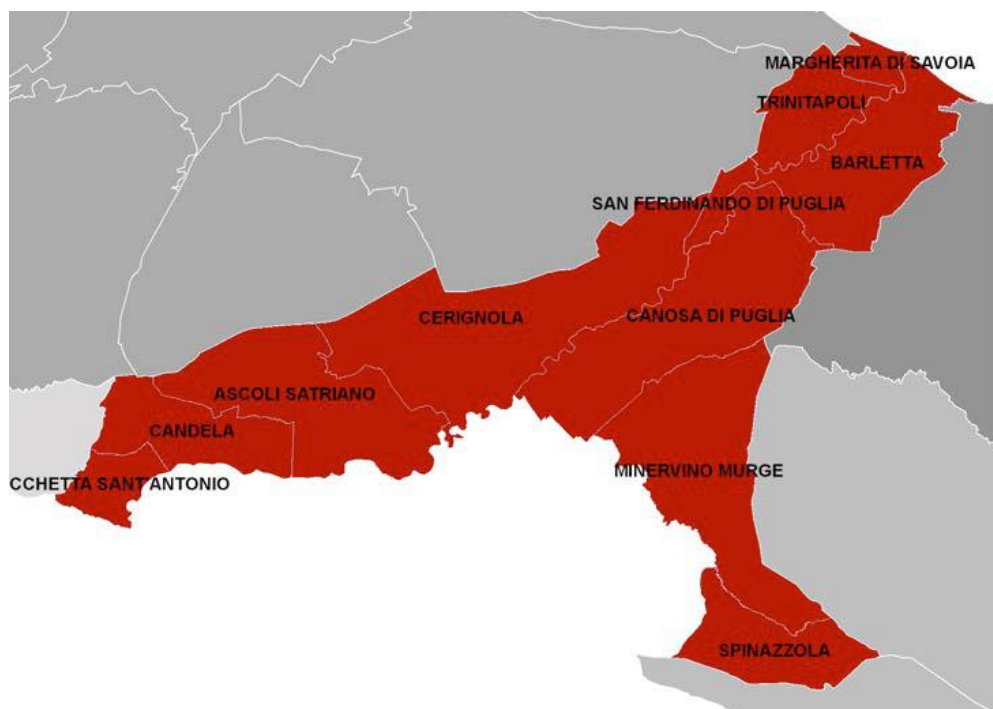 MARGHERITA DI SAVOIA
TRINITAPOLI
BARLETTA
SAN FERDINANDO DI PUGLIA
CERIGNOLA
CANOSA DI PUGLIA
ASCOLI SATRIANO
CANDELA
MINERVINO MURGE
CCHETTA SANT'ANTONIO
SPINAZZOLA